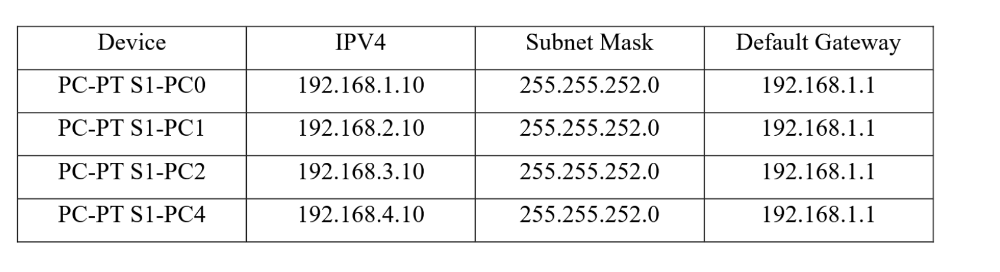 Device IPV4 Subnet Mask Default Gateway
PC-PT S1-PC0 192.168.1.10 255.255.252.0 192.168.1.1
PC-PT S1-PC1 192.168.2.10 255.255.252.0 192.168.1.1
PC-PT S1-PC2 192.168.3.10 255.255.252.0 192.168.1.1
PC-PT S1-PC4 192.168.4.10 255.255.252.0 192.168.1.1